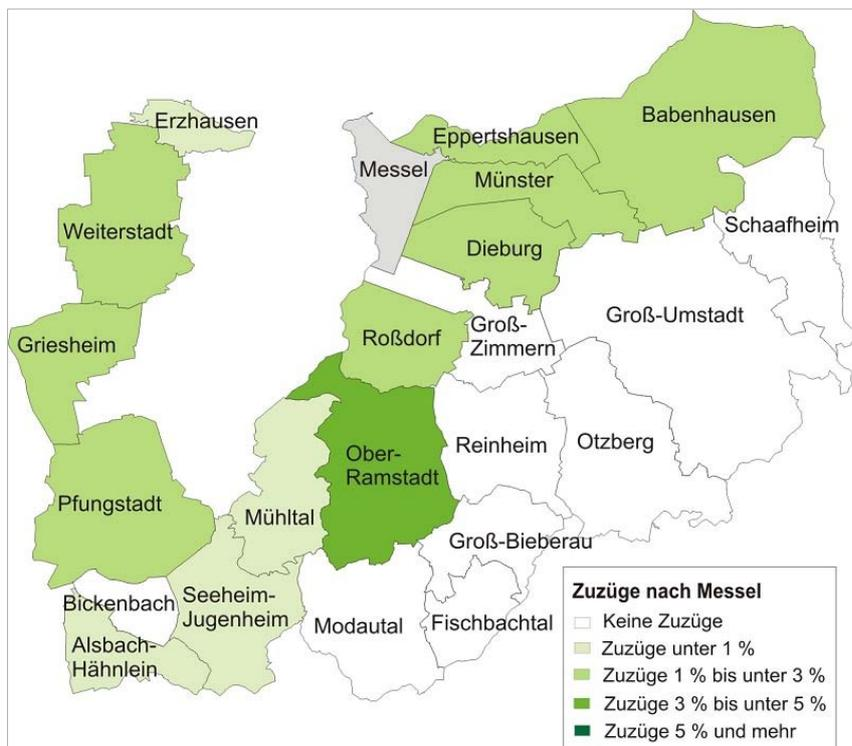 Erzhausen
Babenhausen
Eppertshausen
Messel
Münster
Schaafheim
Weiterstadt
Dieburg
Groß-Umstadt
Groß-
Zimmern
Roßdorf
Griesheim
Reinheim
Otzberg
Ober-
Ramstadt
Pfungstadt
Mühltal
Groß-Bieberau
Bickenbach
Seeheim-
Jugenheim
Modautal
Fischbachtal
Alsbach-
Hähnlein
Zuzüge nach Messel
Keine Zuzüge
Zuzüge unter 1 %
Zuzüge 1 % bis unter 3 %
Zuzüge 3 % bis unter 5 %
Zuzüge 5 % und mehr